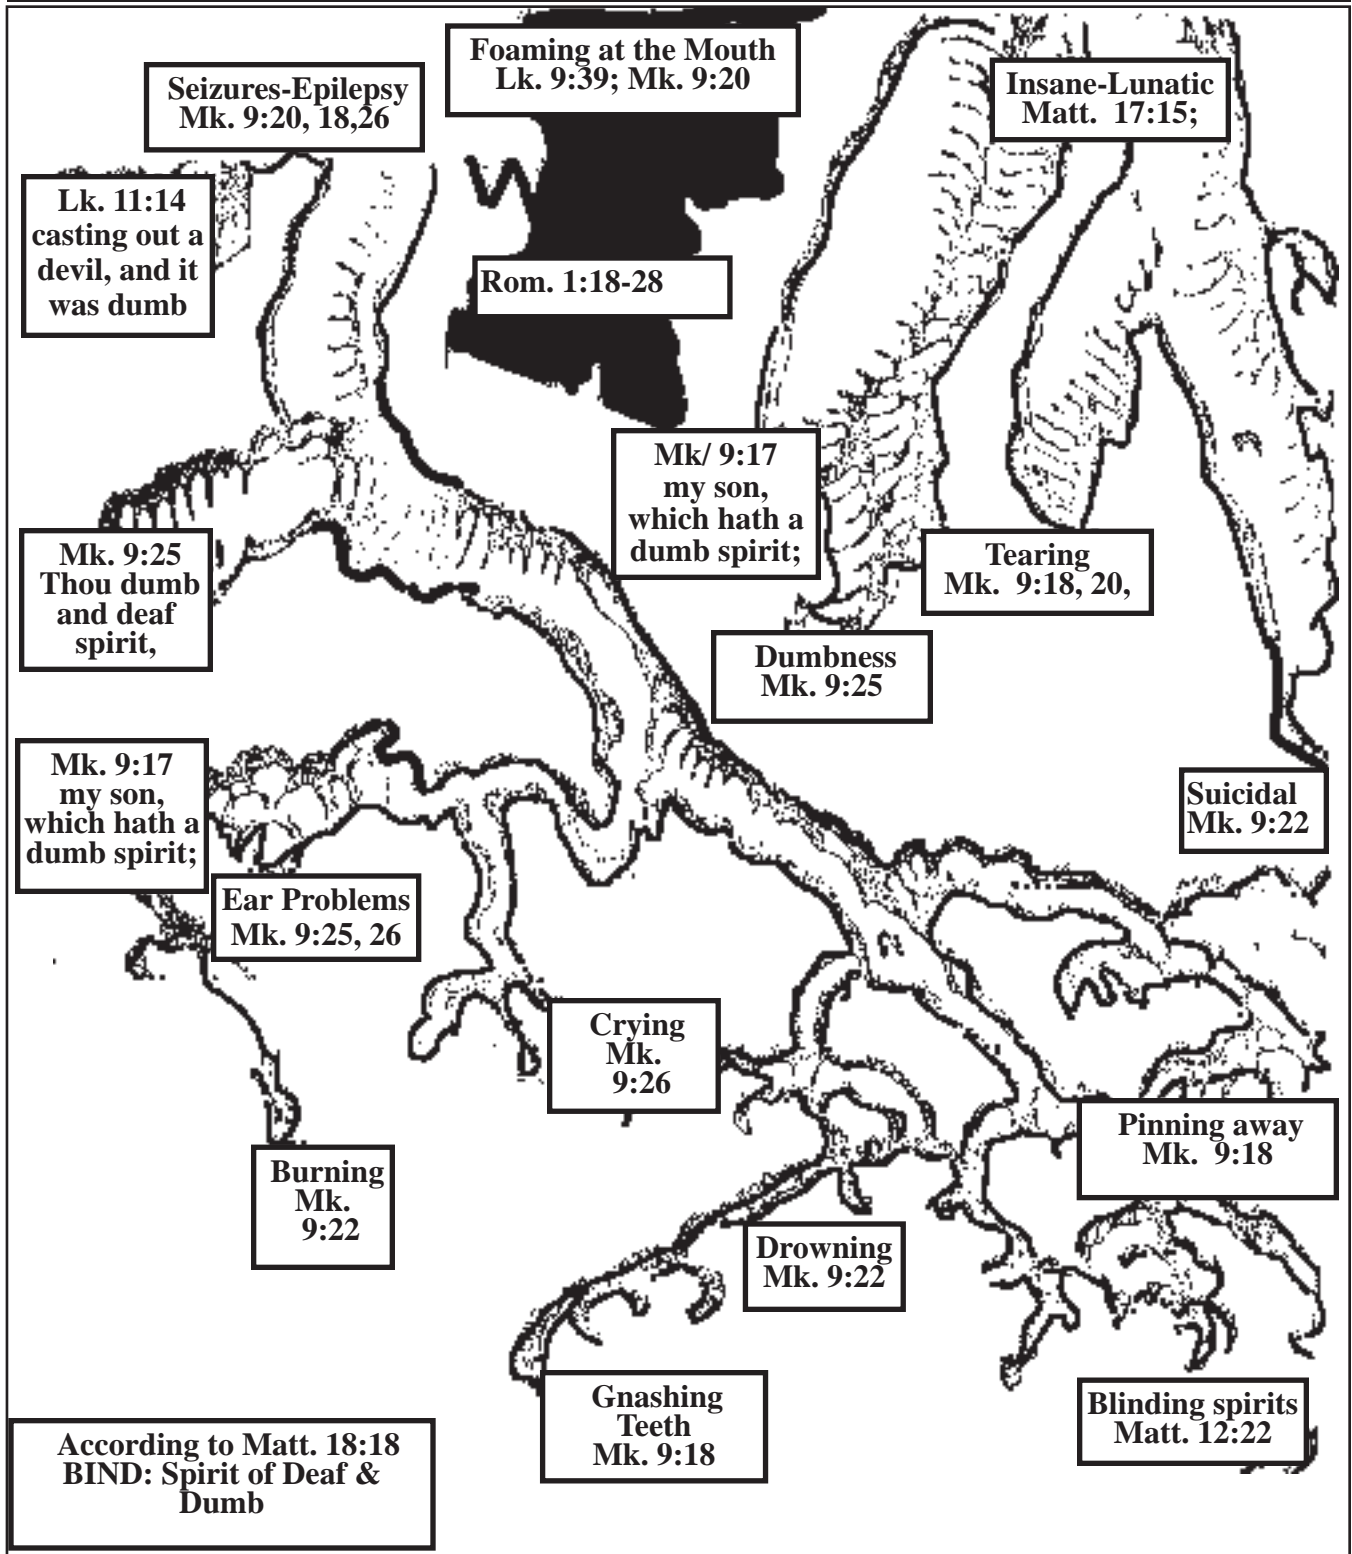 Foaming at the Mouth
Lk. 9:39; Mk. 9:20
Seizures-Epilepsy
Mk. 9:20, 18,26
Insane-Lunatic
Matt. 17:15;
Lk. 11:14
casting out a
devil, and it
was dumb
Rom. 1:18-28
Mk/ 9:17
my son,
which hath a
dumb spirit;
Mk. 9:25
Thou dumb
and deaf
spirit,
Tearing
Mk. 9:18, 20,
Dumbness
Mk. 9:25
Mk. 9:17
my son,
which hath a
dumb spirit;
Suicidal
Mk. 9:22
Ear Problems
Mk. 9:25, 26
Crying
Mk.
9:26
Pinning away
Mk. 9:18
Burning
Mk.
9:22
Drowning
Mk. 9:22
Gnashing
Teeth
Mk. 9:18
Blinding spirits
Matt. 12:22
According to Matt. 18:18
BIND: Spirit of Deaf &
Dumb